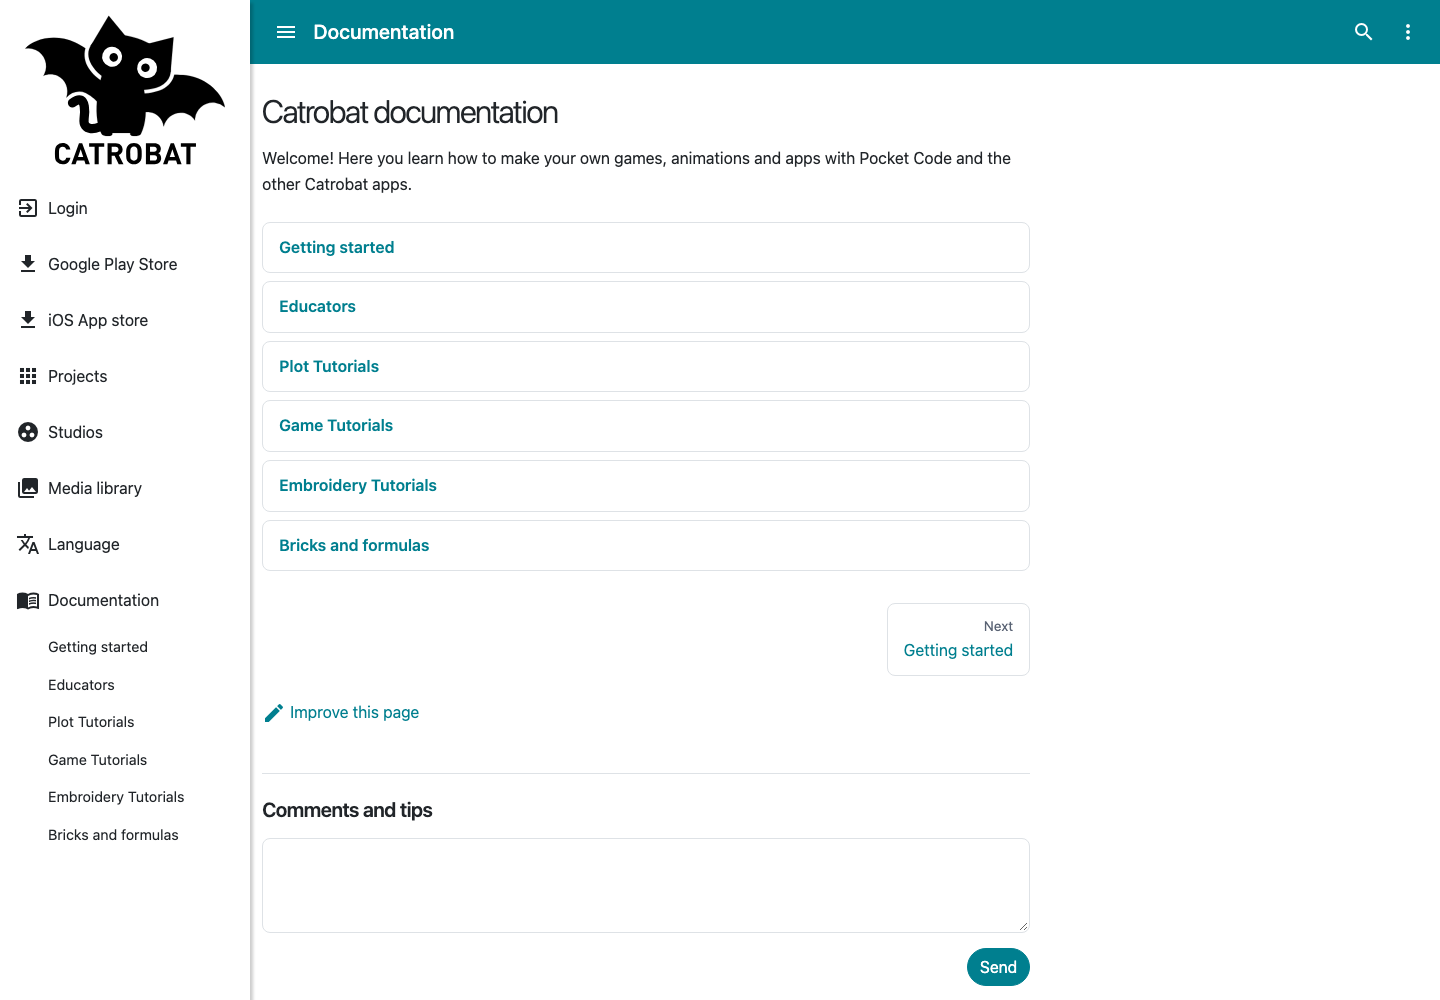 CATROBAT
Login
Google Play Store
iOS App store
Projects
Studios
Media library
Language
Documentation
Getting started
Educators
Plot Tutorials
Game Tutorials
Embroidery Tutorials
Bricks and formulas
Documentation
Catrobat documentation
Welcome! Here you learn how to make your own games, animations and apps with Pocket Code and the
other Catrobat apps.
Getting started
Educators
Plot Tutorials
Game Tutorials
Embroidery Tutorials
Bricks and formulas
Next
Getting started
Improve this page
Comments and tips
Send